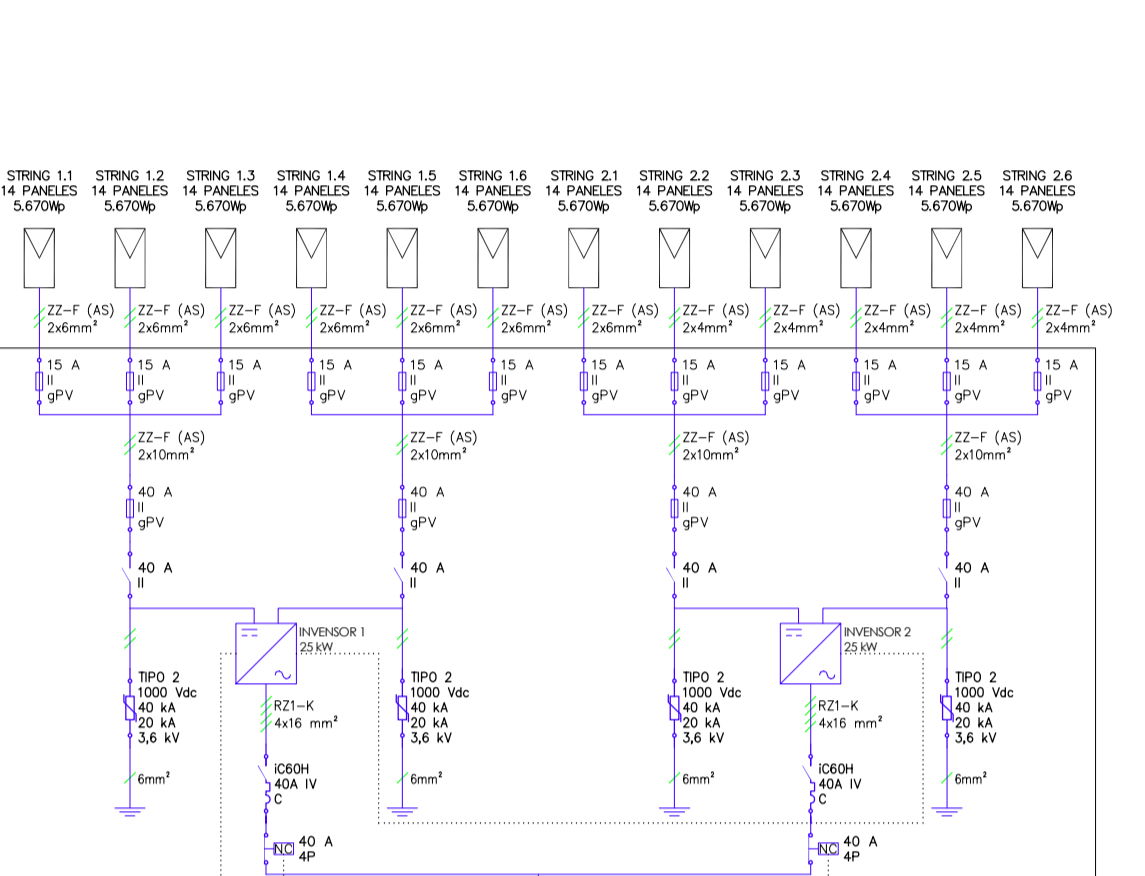 STRING 1.1
14 PANELES
5.670Wp
STRING 1.2
14 PANELES
5.670Wp
STRING 1.3
14 PANELES
5.670Wp
STRING 1.4
14 PANELES
5.670Wp
STRING 1.5
14 PANELES
5.670Wp
STRING 1.6
14 PANELES
5.670Wp
STRING 2.1
14 PANELES
5.670Wp
STRING 2.2
14 PANELES
5.670Wp
STRING 2.3
14 PANELES
5.670Wp
STRING 2.4
14 PANELES
5.670Wp
STRING 2.5
14 PANELES
5.670Wp
STRING 2.6
14 PANELES
5.670Wp
ZZ-F (AS)
2x6mm²
ZZ-F (AS)
2x6mm²
ZZ-F (AS)
2x6mm²
ZZ-F (AS)
2x6mm²
ZZ-F (AS)
2x6mm²
ZZ-F (AS)
2x6mm²
ZZ-F (AS)
2x6mm²
ZZ-F (AS)
2x4mm²
ZZ-F (AS)
2x4mm²
ZZ-F (AS)
2x4mm²
ZZ-F (AS)
2x4mm²
ZZ-F (AS)
2x4mm²
15 A
II
gPV
15 A
II
gPV
15 A
II
gPV
15 A
II
gPV
15 A
II
gPV
15 A
II
gPV
15 A
II
gPV
15 A
II
gPV
15 A
II
gPV
15 A
II
gPV
15 A
II
gPV
15 A
II
gPV
ZZ-F (AS)
2x10mm²
ZZ-F (AS)
2x10mm²
ZZ-F (AS)
2x10mm²
ZZ-F (AS)
2x10mm²
40 A
II
gPV
40 A
II
gPV
40 A
II
gPV
40 A
II
gPV
40 A
II
40 A
II
40 A
II
40 A
II
INVENSOR 1
25 kW
INVENSOR 2
25 kW
TIPO 2
1000 Vdc
40 kA
20 kA
3,6 kV
RZ1-K
4x16 mm²
TIPO 2
1000 Vdc
40 kA
20 kA
3,6 kV
TIPO 2
1000 Vdc
40 kA
20 kA
3,6 kV
RZ1-K
4x16 mm²
TIPO 2
1000 Vdc
40 kA
20 kA
3,6 kV
6mm²
iC60H
40A IV
C
6mm²
6mm²
iC60H
40A IV
C
6mm²
NC
40 A
4P
NC
40 A
4P